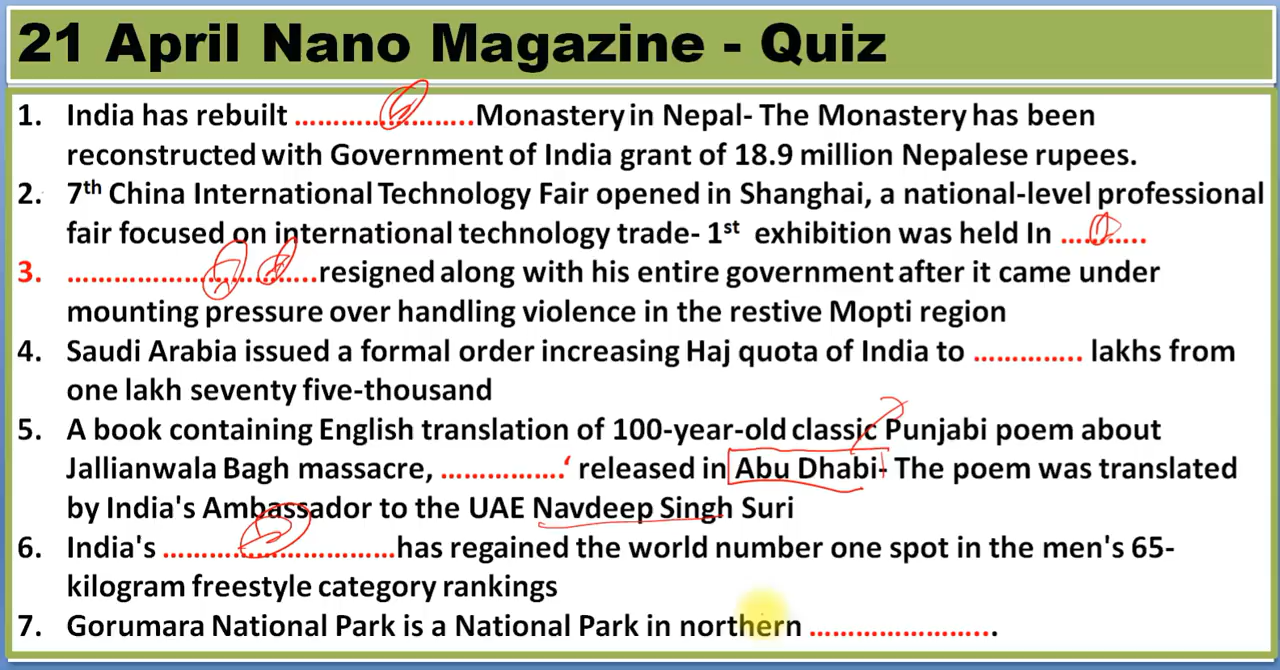 21 April Nano Magazine - Quiz
1. India has rebuilt ……………………..Monastery in Nepal- The Monastery has been
reconstructed with Government of India grant of 18.9 million Nepalese rupees.
2. 7th China International Technology Fair opened in Shanghai, a national-level professional
fair focused on international technology trade- 1st exhibition was held In …………..
3. ………………………………..resigned along with his entire government after it came under
mounting pressure over handling violence in the restive Mopti region
4. Saudi Arabia issued a formal order increasing Haj quota of India to ………….. lakhs from
one lakh seventy five-thousand
5. A book containing English translation of 100-year-old classic Punjabi poem about
Jallianwala Bagh massacre, ……………..‘ released in Abu Dhabi- The poem was translated
by India's Ambassador to the UAE Navdeep Singh Suri
6. India's ……………………………has regained the world number one spot in the men's 65-
kilogram freestyle category rankings
7. Gorumara National Park is a National Park in northern …………………….